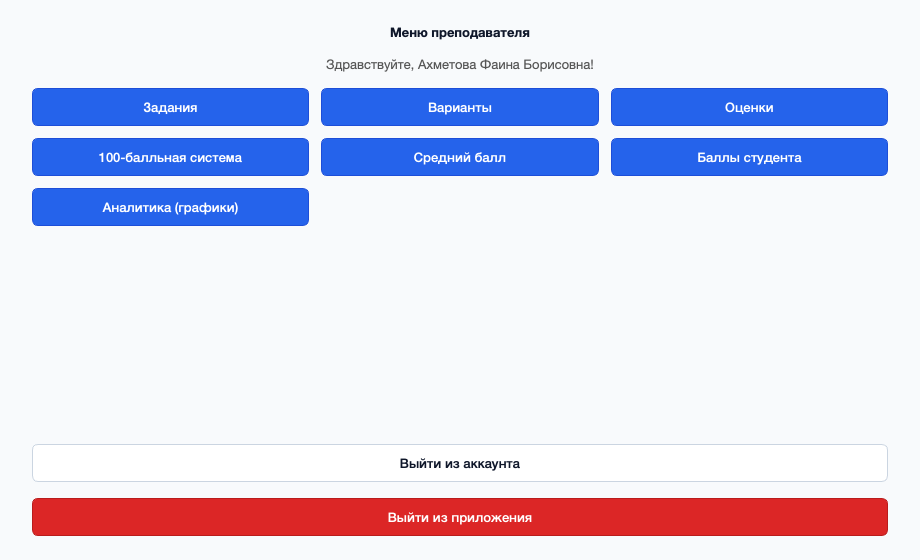 Меню преподавателя
Здравствуйте, Ахметова Фаина Борисовна!
Задания
Варианты
Оценки
100-балльная система
Средний балл
Баллы студента
Аналитика (графики)
Выйти из аккаунта
Выйти из приложения